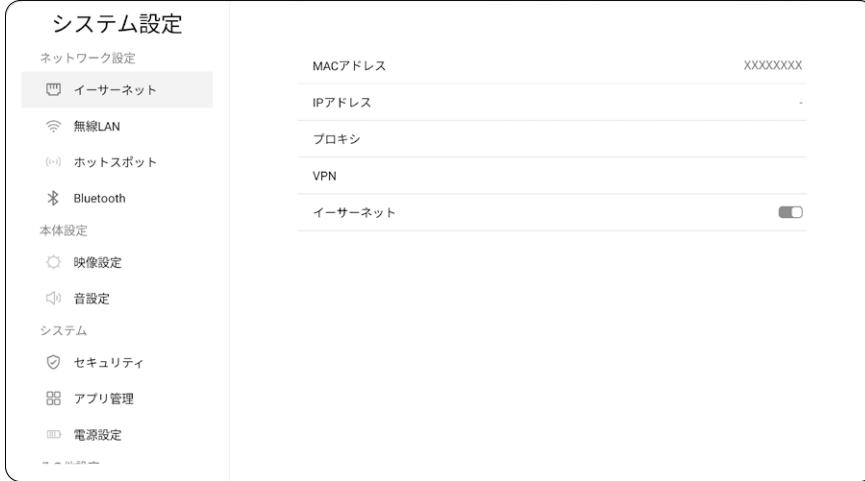 システム設定
ネットワーク設定
イーサーネット
無線LAN
ホットスポット
Bluetooth
本体設定
映像設定
音設定
システム
セキュリティ
アプリ管理
電源設定
MACアドレス XXXXXXXX
IPアドレス -
プロキシ
VPN
イーサーネット